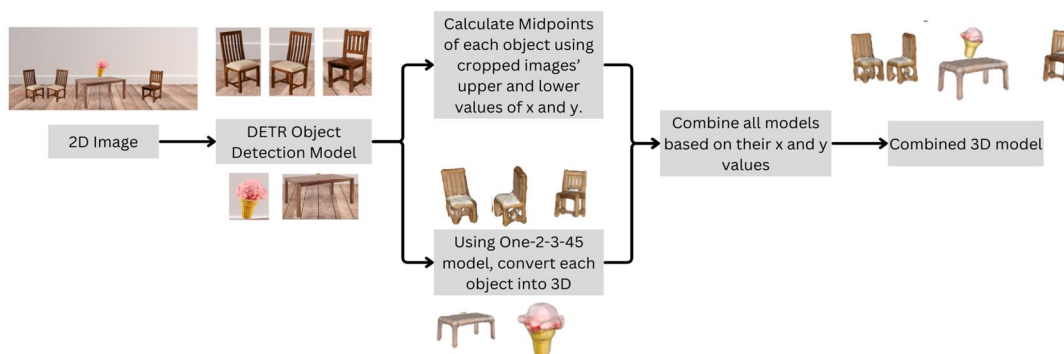 Calculate Midpoints
of each object using
cropped images'
upper and lower
values of x and y.
2D Image
DETR Object
Detection Model
Combine all models
based on their x and y
values
Combined 3D model
Using One-2-3-45
model, convert each
object into 3D